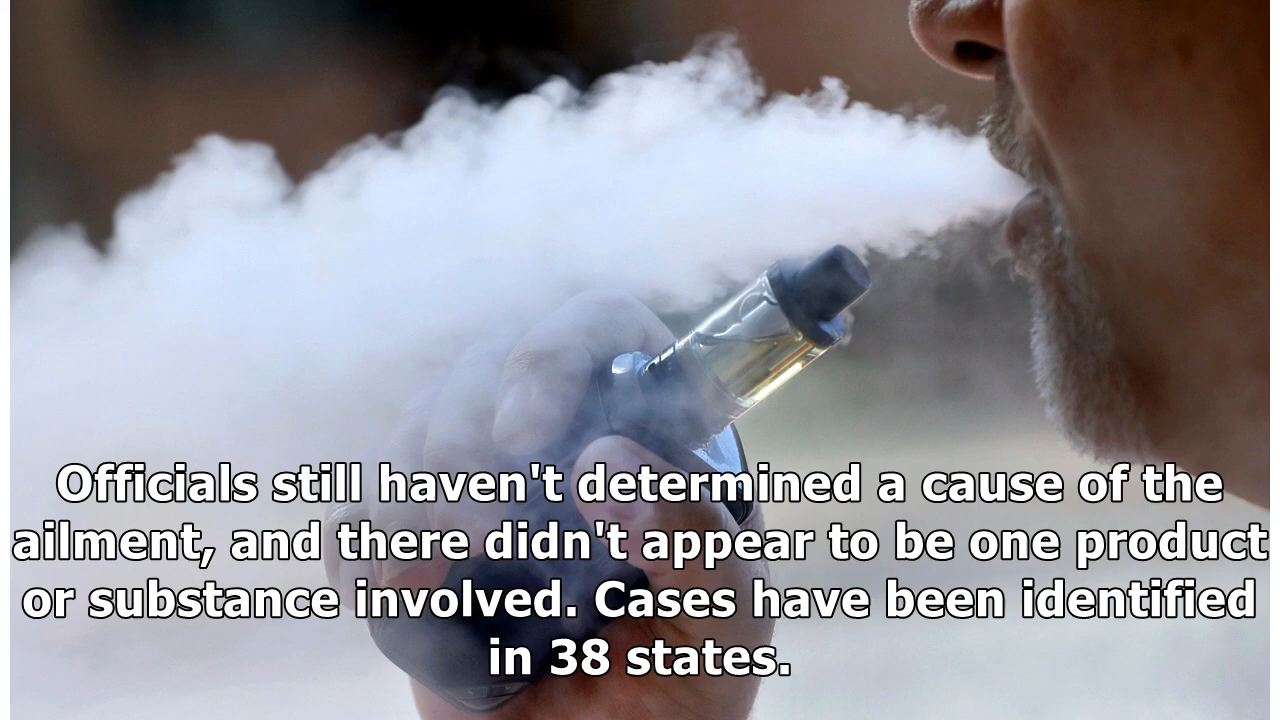 Officials still haven't determined a cause of the
ailment, and there didn't appear to be one product
or substance involved. Cases have been identified
in 38 states.